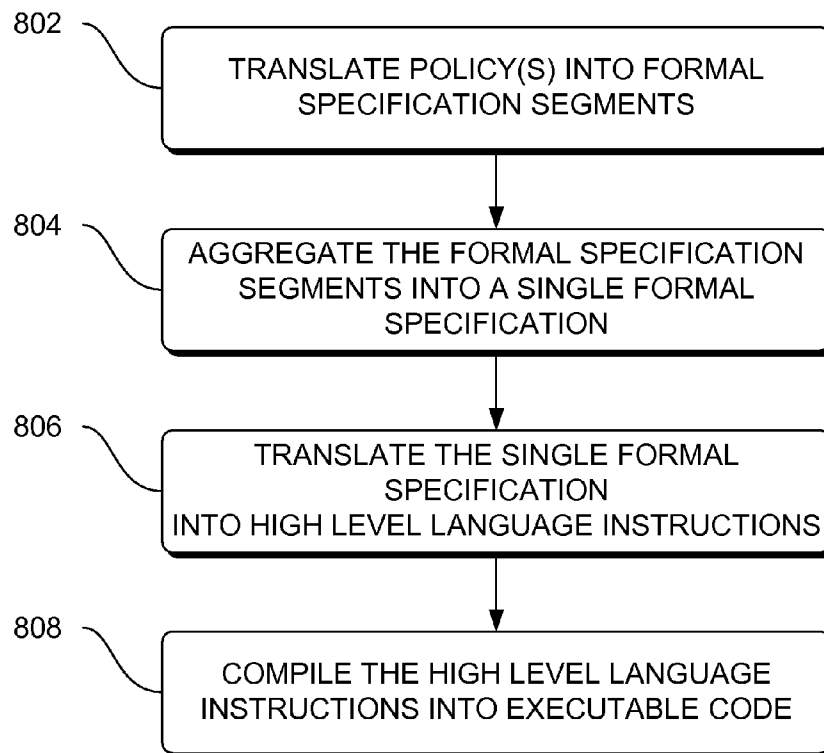 802
TRANSLATE POLICY(S) INTO FORMAL
SPECIFICATION SEGMENTS
804
AGGREGATE THE FORMAL SPECIFICATION
SEGMENTS INTO A SINGLE FORMAL
SPECIFICATION
806
TRANSLATE THE SINGLE FORMAL
SPECIFICATION
INTO HIGH LEVEL LANGUAGE INSTRUCTIONS
808
COMPILE THE HIGH LEVEL LANGUAGE
INSTRUCTIONS INTO EXECUTABLE CODE